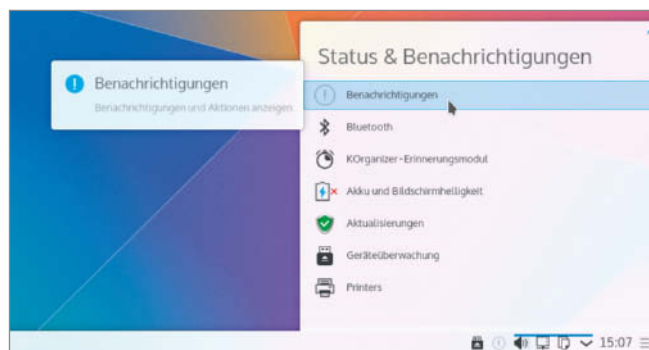 Status & Benachrichtigungen
Benachrichtigungen
Benachrichtigungen und Aktionen anzeigen
Benachrichtigungen
Bluetooth
KOrganizer-Erinnerungsmodul
Akku und Bildschirmhelligkeit
Aktualisierungen
Geräteüberwachung
Printers
15:07